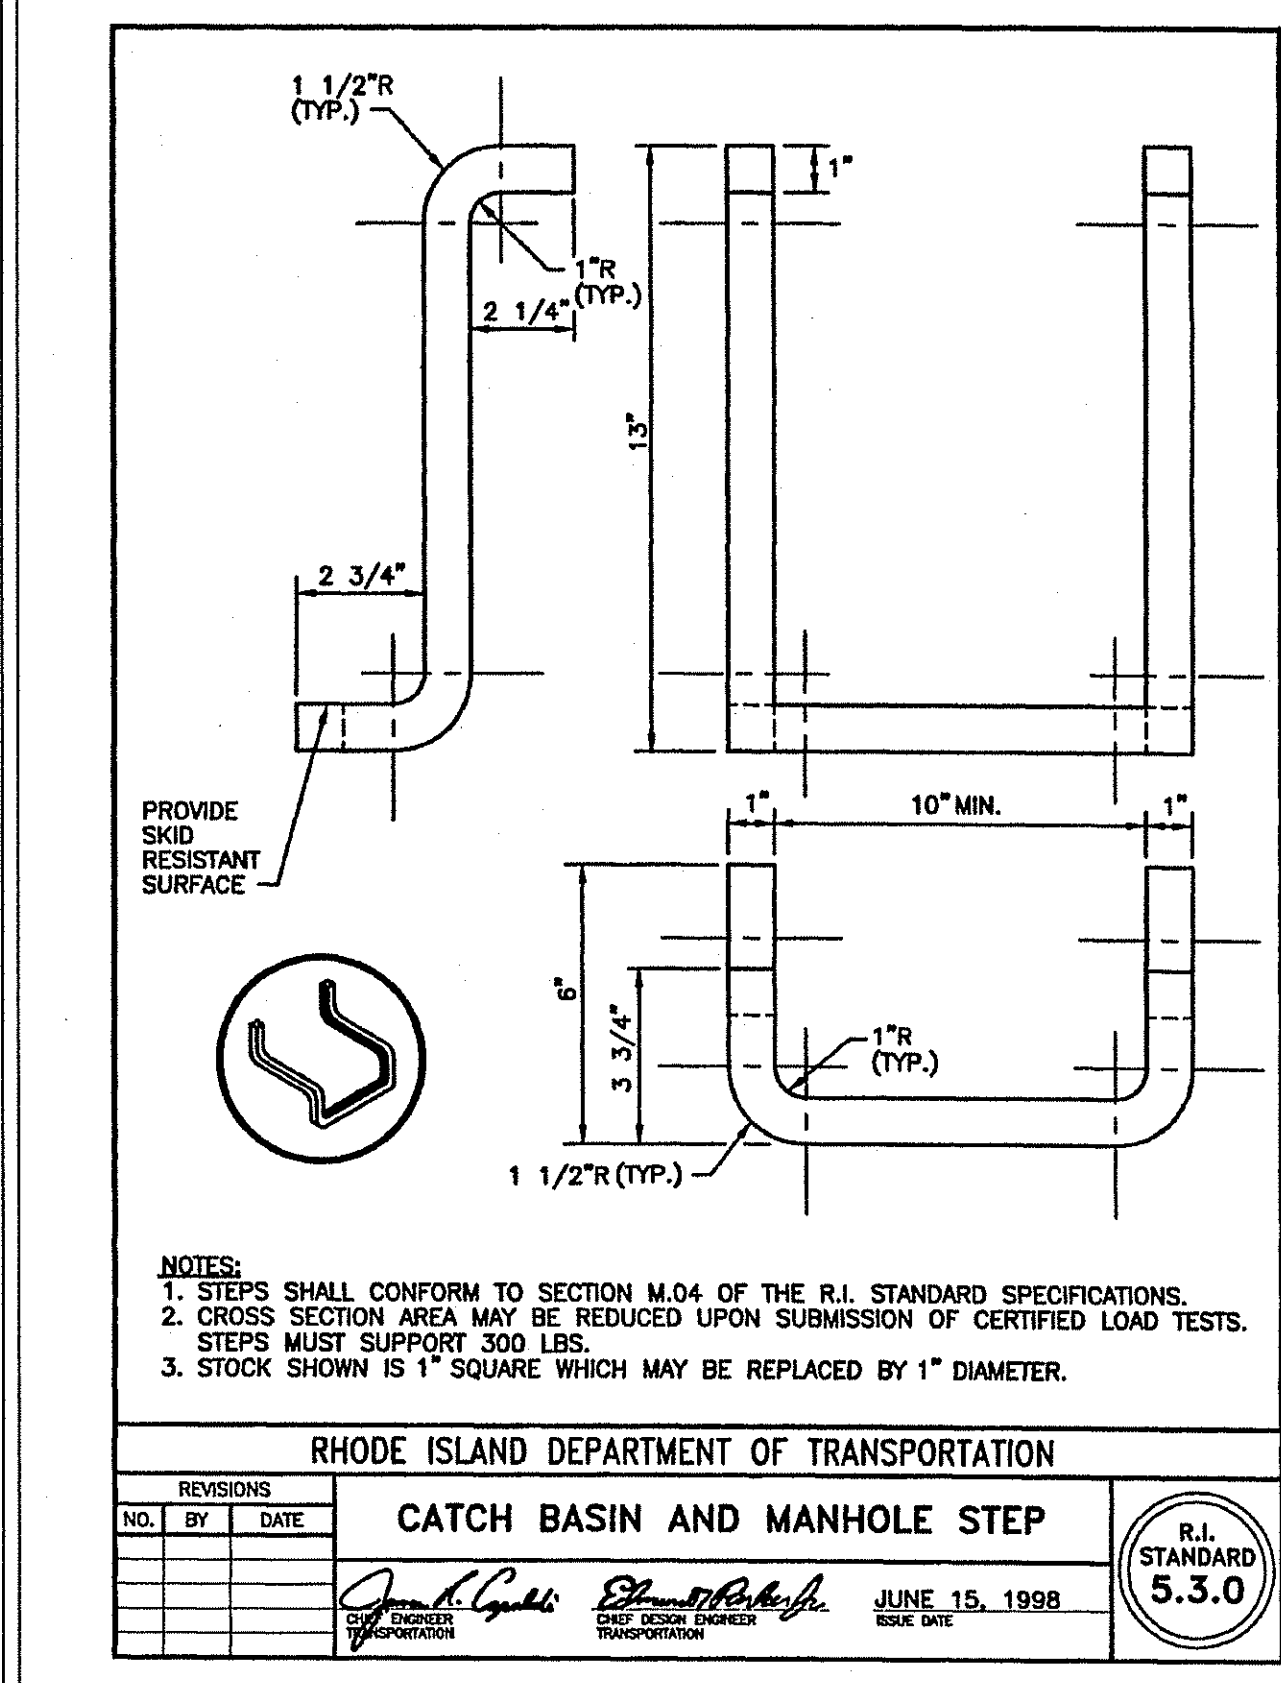 1 1/2"R
(TYP.)
1"
1"R
(TYP.)
2 1/4"
13"
2 3/4"
PROVIDE
SKID
RESISTANT
SURFACE
1"
10" MIN.
1"
6"
3 3/4"
1"R
(TYP.)
1 1/2"R (TYP.)
NOTES:
1. STEPS SHALL CONFORM TO SECTION M.04 OF THE R.I. STANDARD SPECIFICATIONS.
2. CROSS SECTION AREA MAY BE REDUCED UPON SUBMISSION OF CERTIFIED LOAD TESTS.
STEPS MUST SUPPORT 300 LBS.
3. STOCK SHOWN IS 1" SQUARE WHICH MAY BE REPLACED BY 1" DIAMETER.
RHODE ISLAND DEPARTMENT OF TRANSPORTATION
REVISIONS
NO. BY DATE
CATCH BASIN AND MANHOLE STEP
CHIEF ENGINEER
TRANSPORTATION
CHIEF DESIGN ENGINEER
TRANSPORTATION
JUNE 15, 1998
ISSUE DATE
R.I.
STANDARD
5.3.0